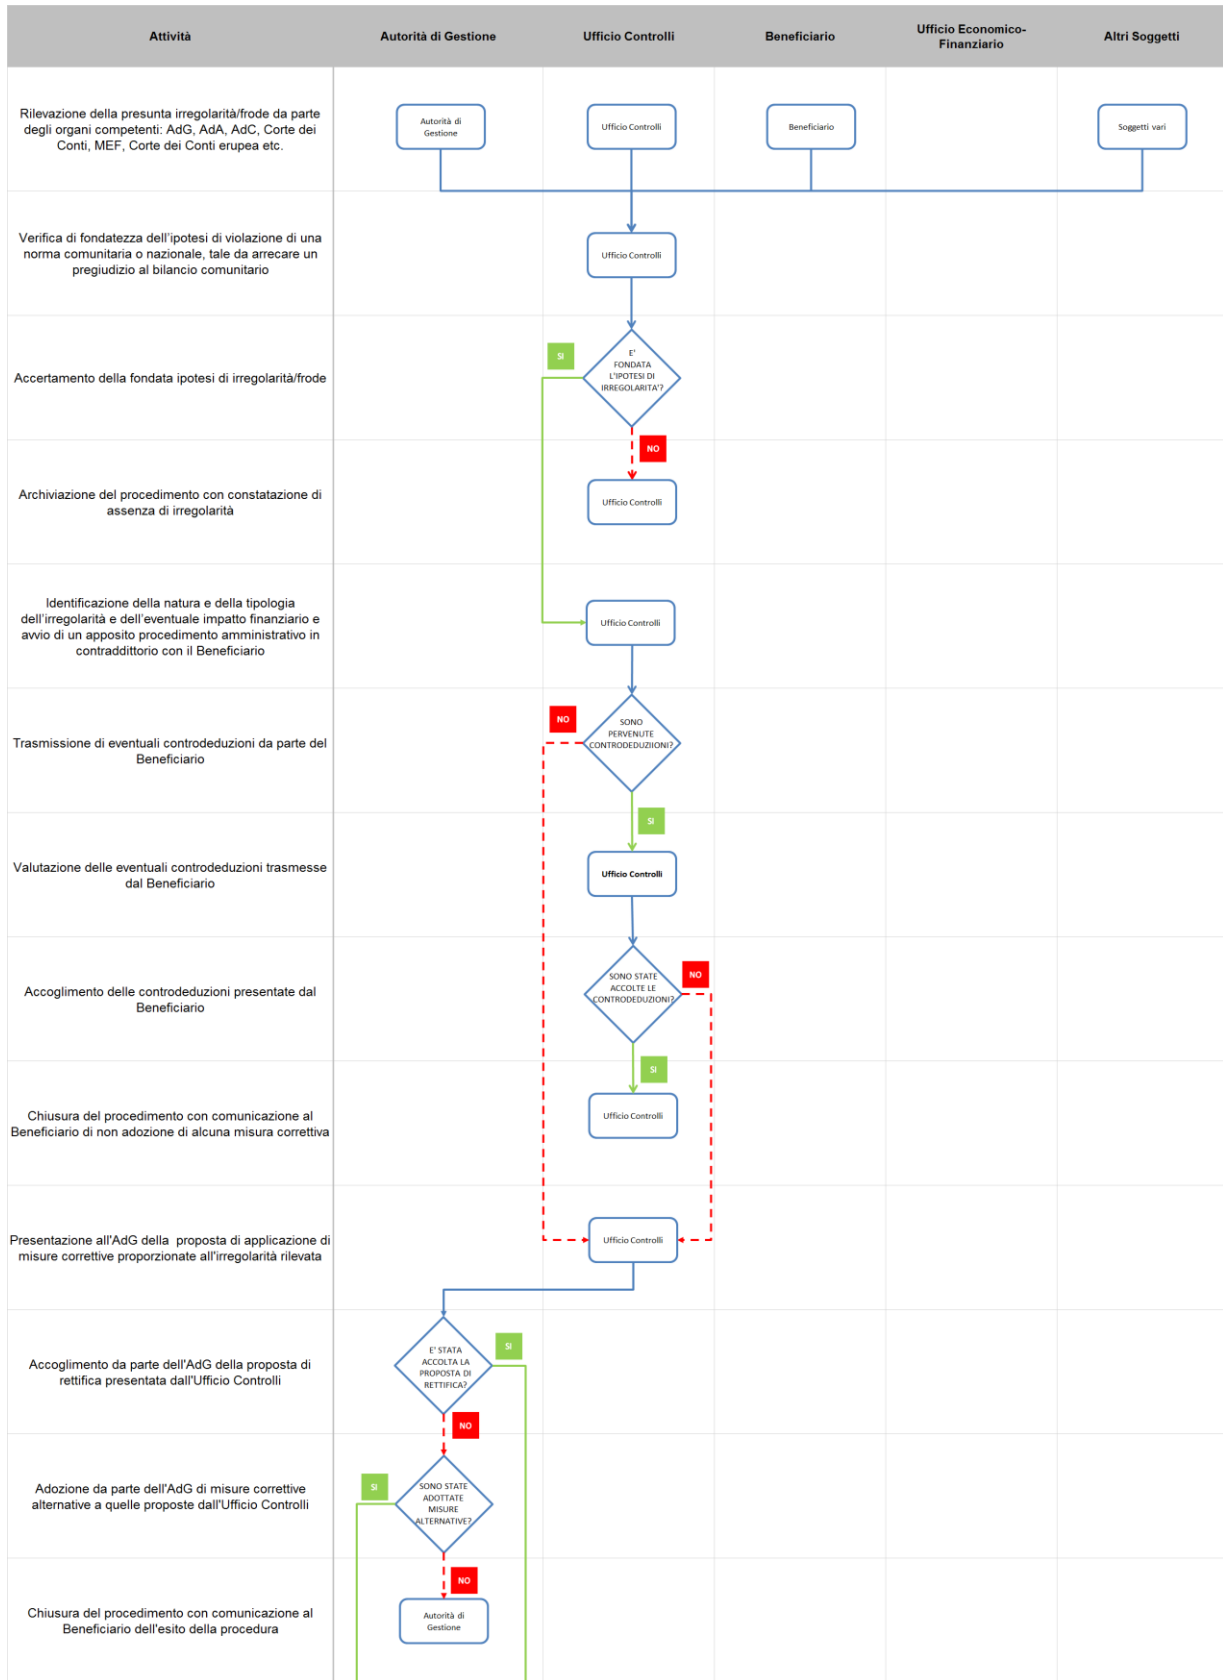 Attività
Autorità di Gestione
Ufficio Controlli
Beneficiario
Ufficio Economico-
Finanziario
Altri Soggetti
Rilevazione della presunta irregolarità/frode da parte
degli organi competenti: AdG, AdA, AdC, Corte dei
Conti, MEF, Corte dei Conti erupea etc.
Autorità di
Gestione
Ufficio Controlli
Beneficiario
Soggetti vari
Verifica di fondatezza dell'ipotesi di violazione di una
norma comunitaria o nazionale, tale da arrecare un
pregiudizio al bilancio comunitario
Ufficio Controlli
Accertamento della fondata ipotesi di irregolarità/frode
SI
E'
FONDATA
L'IPOTESI DI
IRREGOLARITA'?
NO
Archiviazione del procedimento con constatazione di
assenza di irregolarità
Ufficio Controlli
Identificazione della natura e della tipologia
dell'irregolarità e dell'eventuale impatto finanziario e
avvio di un apposito procedimento amministrativo in
contraddittorio con il Beneficiario
Ufficio Controlli
Trasmissione di eventuali controdeduzioni da parte del
Beneficiario
NO
SONO
PERVENUTE
CONTRODEDUZIIONI?
SI
Valutazione delle eventuali controdeduzioni trasmesse
dal Beneficiario
Ufficio Controlli
Accoglimento delle controdeduzioni presentate dal
Beneficiario
SONO STATE
ACCOLTE LE
CONTRODEDUZIONI?
NO
SI
Chiusura del procedimento con comunicazione al
Beneficiario di non adozione di alcuna misura correttiva
Ufficio Controlli
Presentazione all'AdG della proposta di applicazione di
misure correttive proporzionate all'irregolarità rilevata
Ufficio Controlli
Accoglimento da parte dell'AdG della proposta di
rettifica presentata dall'Ufficio Controlli
E' STATA
ACCOLTA LA
PROPOSTA DI
RETTIFICA?
SI
NO
Adozione da parte dell'AdG di misure correttive
alternative a quelle proposte dall'Ufficio Controlli
SI
SONO STATE
ADOTTATE
MISURE
ALTERNATIVE?
NO
Chiusura del procedimento con comunicazione al
Beneficiario dell'esito della procedura
Autorità di
Gestione